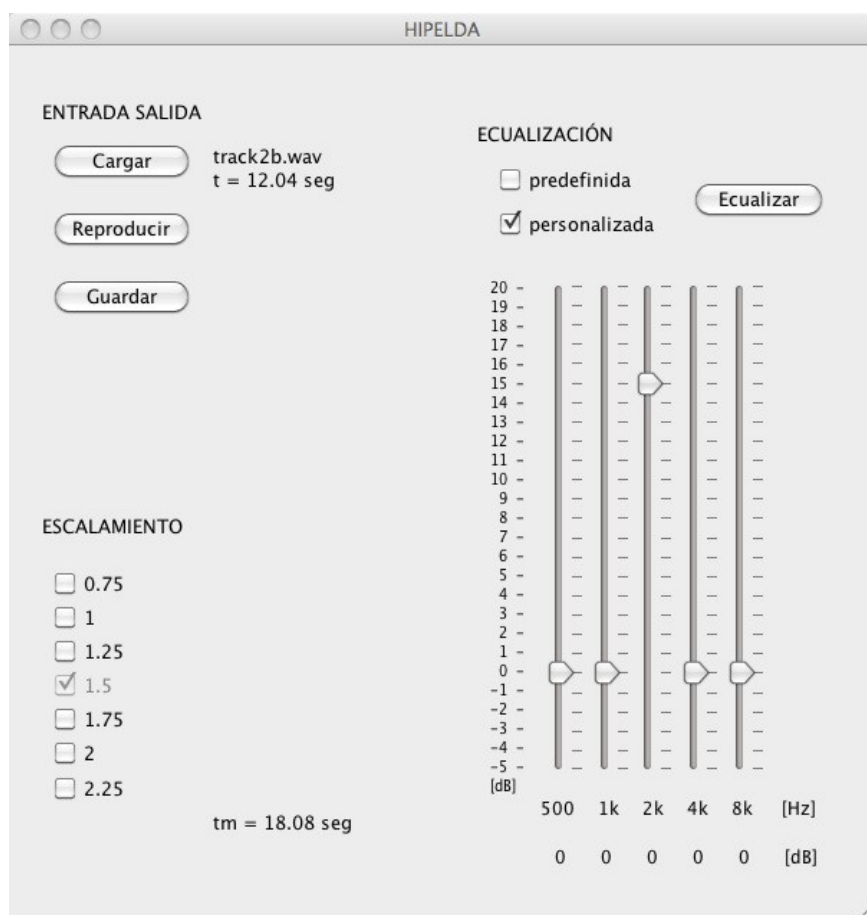 HIPELDA
ENTRADA SALIDA
Cargar
track2b.wav
t = 12.04 seg
Reproducir
Guardar
ESCALAMIENTO
0.75
1
1.25
1.5
1.75
2
2.25
tm = 18.08 seg
ECUALIZACIÓN
predefinida
personalizada
Ecualizar
20 -
19 -
18 -
17 -
16 -
15 -
14 -
13 -
12 -
11 -
10 -
9 -
8 -
7 -
6 -
5 -
4 -
3 -
2 -
1 -
0 -
-1 -
-2 -
-3 -
-4 -
-5 -
[dB]
500 1k 2k 4k 8k [Hz]
0 0 0 0 0 [dB]